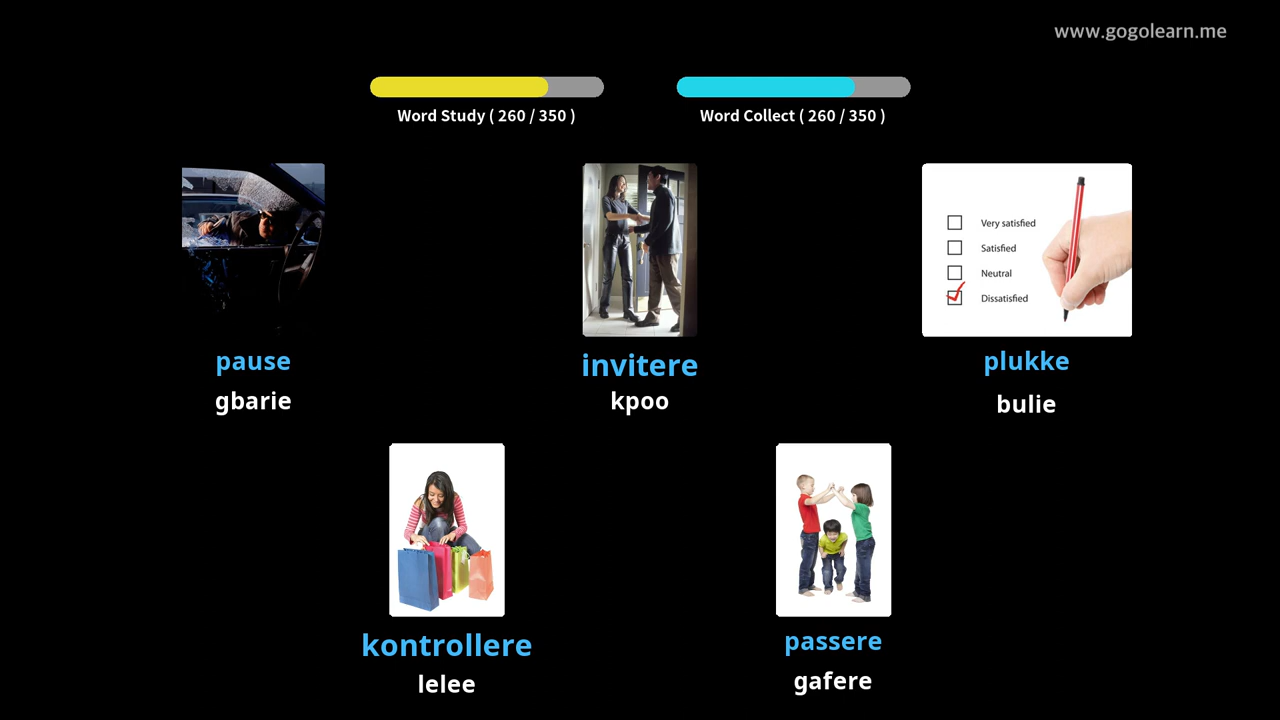 www.gogolearn.me
Word Study ( 260 / 350 )
Word Collect ( 260 / 350 )
Very satisfied
Satisfied
Neutral
Dissatisfied
pause
gbarie
invitere
kpoo
plukke
bulie
kontrollere
lelee
passere
gafere